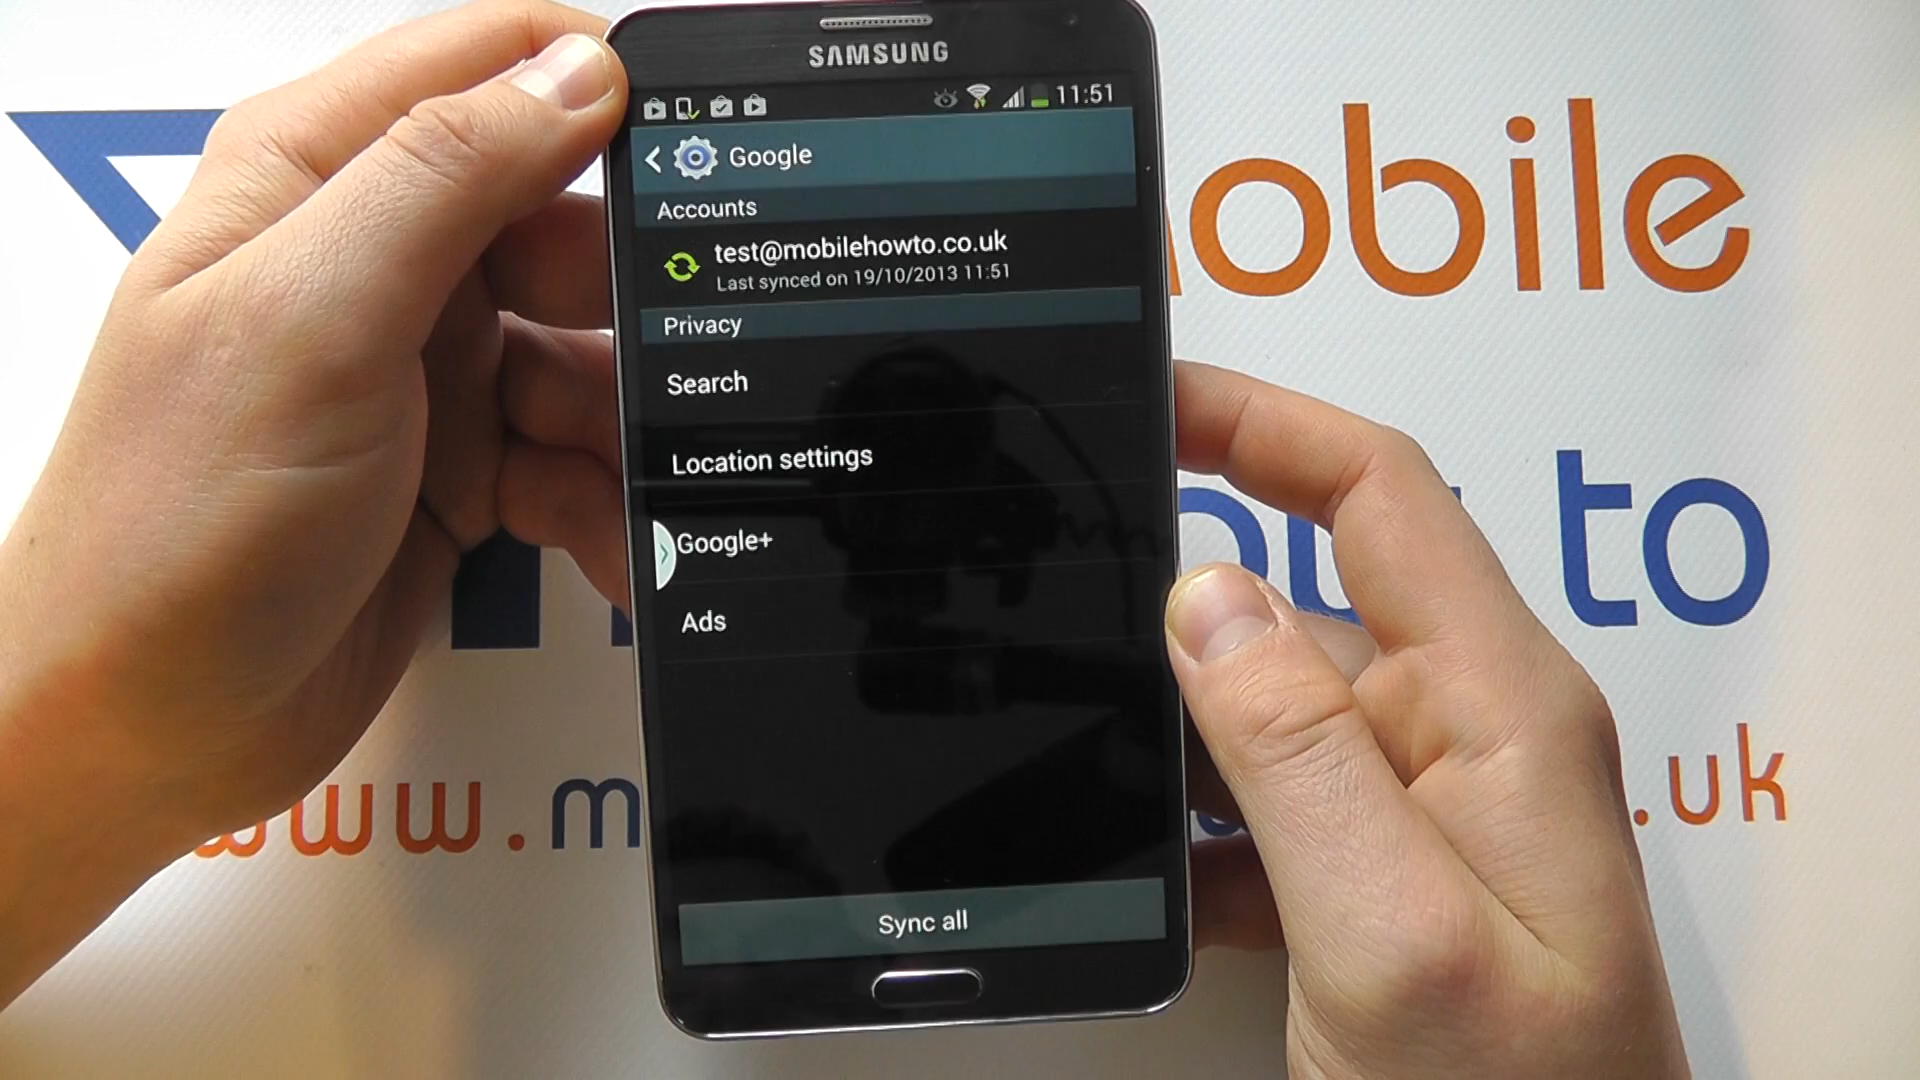 SAMSUNG
11:51
Google
Accounts
test@mobilehowto.co.uk
Last synced on 19/10/2013 11:51
Privacy
Search
Location settings
Google+
Ads
Sync all
obile
to
www.m
.uk